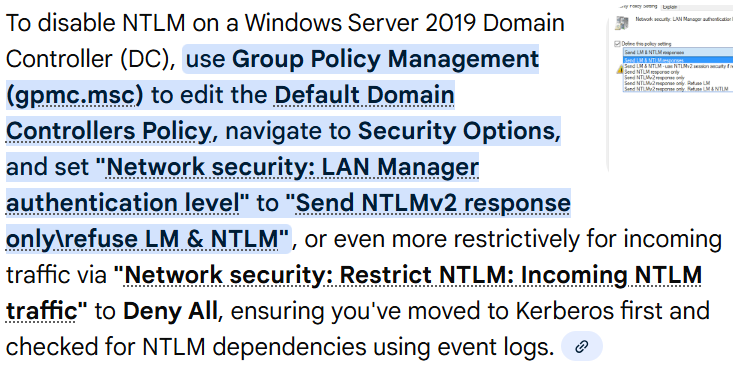 To disable NTLM on a Windows Server 2019 Domain
Controller (DC), use Group Policy Management
(gpmc.msc) to edit the Default Domain
Controllers Policy, navigate to Security Options,
and set "Network security: LAN Manager
authentication level" to "Send NTLMv2 response
only\refuse LM & NTLM", or even more restrictively for incoming
traffic via "Network security: Restrict NTLM: Incoming NTLM
traffic" to Deny All, ensuring you've moved to Kerberos first and
checked for NTLM dependencies using event logs.
Security Policy Setting Explain
Network security: LAN Manager authentication
Define this policy setting
Send LM & NTLM responses
Send LM & NTLM responses
Send LM & NTLM - use NTLMv2 session security if
Send NTLM response only
Send NTLMv2 response only
Send NTLMv2 response only. Refuse LM
Send NTLMv2 response only. Refuse LM & NTLM